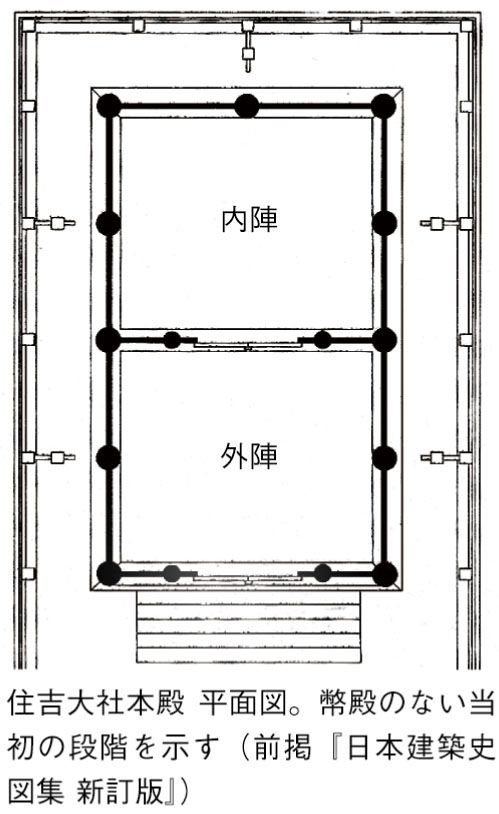 内陣
外陣
住吉大社本殿 平面図。幣殿のない当
初の段階を示す（前掲『日本建築史
図集 新訂版』）